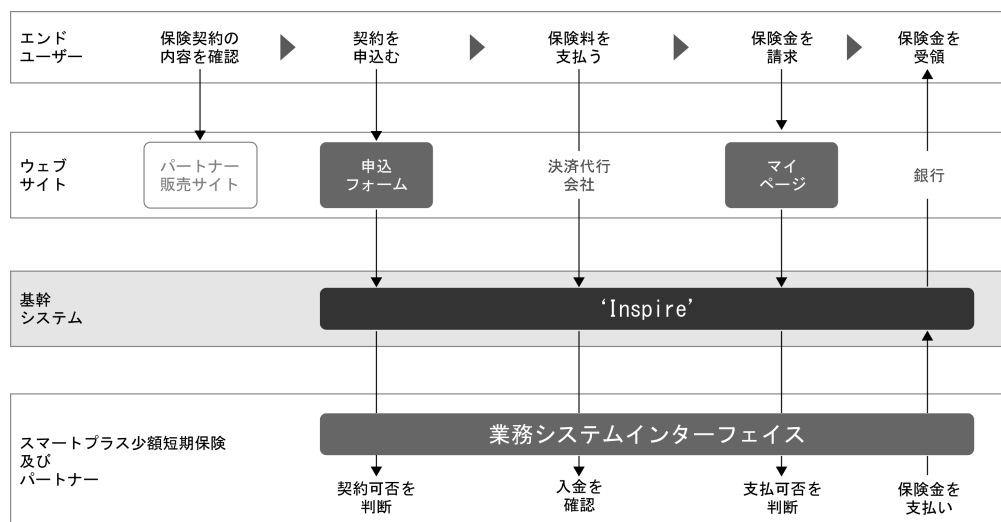 エンド
ユーザー
保険契約の
内容を確認
契約を
申込む
保険料を
支払う
保険金を
請求
保険金を
受領
ウェブ
サイト
パートナー
販売サイト
申込
フォーム
決済代行
会社
マイ
ページ
銀行
基幹
システム
‘Inspire’
スマートプラス少額短期保険
及び
パートナー
業務システムインターフェイス
契約可否を
判断
入金を
確認
支払可否を
判断
保険金を
支払い